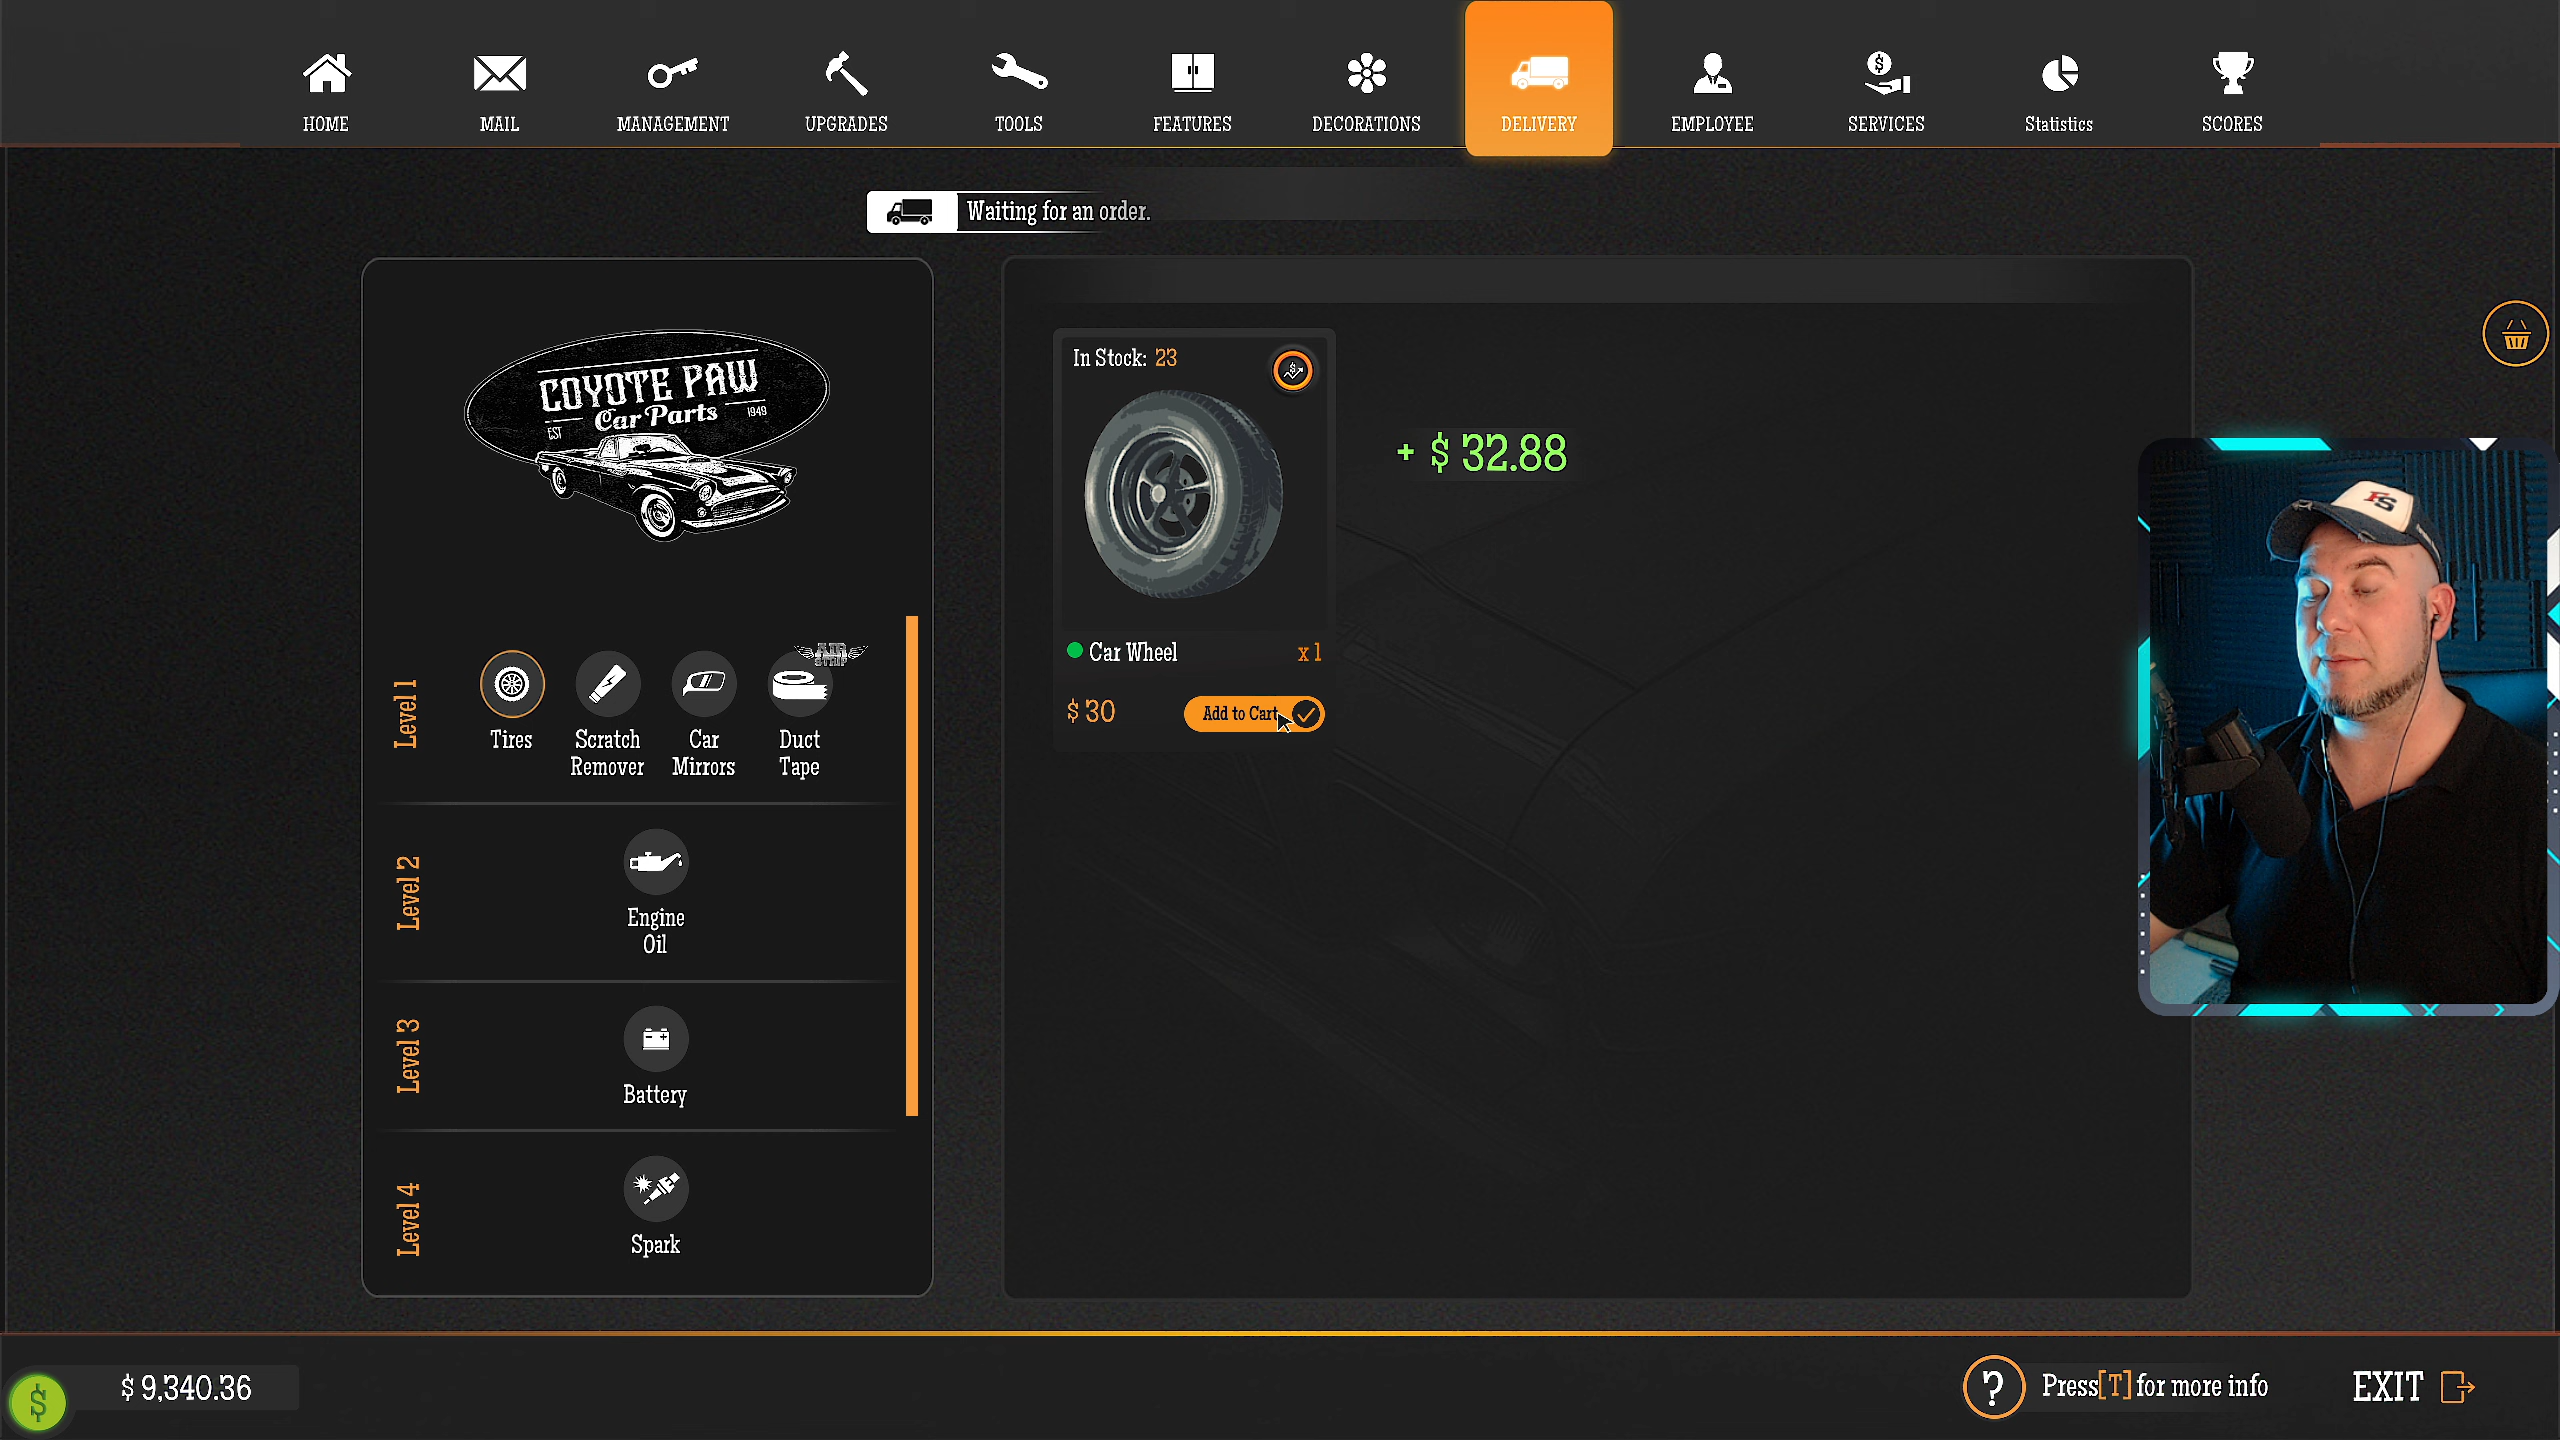 HOME
MAIL
MANAGEMENT
UPGRADES
TOOLS
FEATURES
DECORATIONS
DELIVERY
EMPLOYEE
SERVICES
Statistics
SCORES
Waiting for an order.
COYOTE PAW
Car Parts
EST
1949
In Stock: 23
+ $ 32.88
Car Wheel
x 1
$ 30
Add to Cart
Level 1
AIR
STRIP
Tires
Scratch
Remover
Car
Mirrors
Duct
Tape
Level 2
Engine
Oil
Level 3
Battery
Level 4
Spark
FS
$ 9,340.36
Press[T]for more info
EXIT